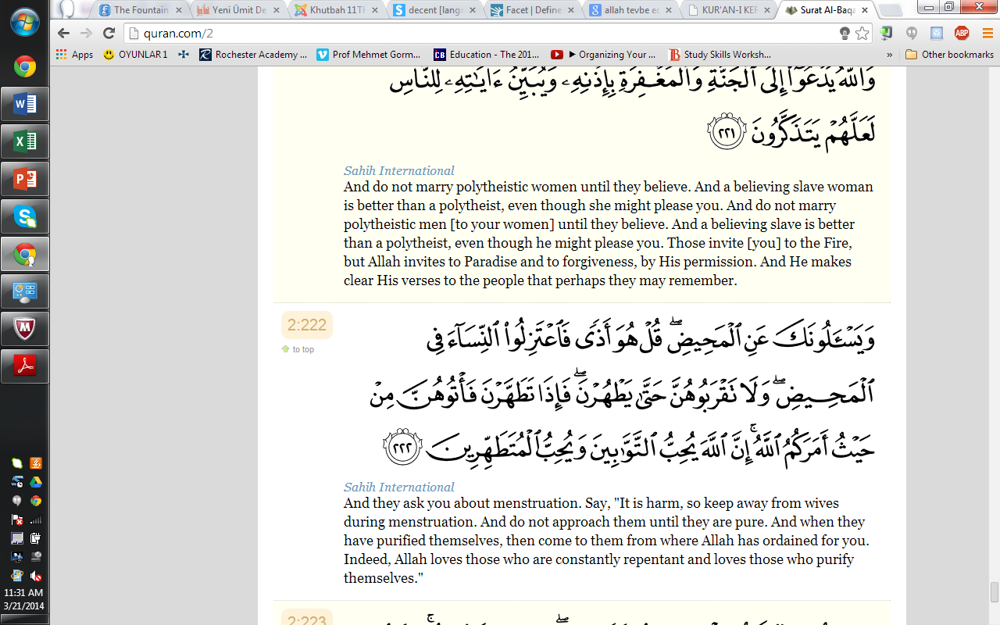 The Fountain
Yeni Ümit De
Khutbah 11Th
decent [lang=
Facet | Define
allah tevbe ec
KUR'AN-I KER
Surat Al-Baqa
quran.com/2
Apps
OYUNLAR 1
Rochester Academy ...
Prof Mehmet Gorm...
Education - The 201...
► Organizing Your ...
Study Skills Worksh...
»
Other bookmarks
وَٱللَّهُ يَدْعُوٓا۟ إِلَى ٱلْجَنَّةِ وَٱلْمَغْفِرَةِ بِإِذْنِهِۦ وَيُبَيِّنُ ءَايَـٰتِهِۦ لِلنَّاسِ
لَعَلَّهُمْ يَتَذَكَّرُونَ ٢٢١
Sahih International
And do not marry polytheistic women until they believe. And a believing slave woman
is better than a polytheist, even though she might please you. And do not marry
polytheistic men [to your women] until they believe. And a believing slave is better
than a polytheist, even though he might please you. Those invite [you] to the Fire,
but Allah invites to Paradise and to forgiveness, by His permission. And He makes
clear His verses to the people that perhaps they may remember.
2:222
to top
وَيَسْـَٔلُونَكَ عَنِ ٱلْمَحِيضِ ۖ قُلْ هُوَ أَذًى فَٱعْتَزِلُوا۟ ٱلنِّسَآءَ فِى
ٱلْمَحِيضِ ۖ وَلَا تَقْرَبُوهُنَّ حَتَّىٰ يَطْهُرْنَ ۖ فَإِذَا تَطَهَّرْنَ فَأْتُوهُنَّ مِنْ
حَيْثُ أَمَرَكُمُ ٱللَّهُ ۚ إِنَّ ٱللَّهَ يُحِبُّ ٱلتَّوَّٰبِينَ وَيُحِبُّ ٱلْمُتَطَهِّرِينَ ٢٢٢
Sahih International
And they ask you about menstruation. Say, "It is harm, so keep away from wives
during menstruation. And do not approach them until they are pure. And when they
have purified themselves, then come to them from where Allah has ordained for you.
Indeed, Allah loves those who are constantly repentant and loves those who purify
themselves."
2:223
11:31 AM
3/21/2014